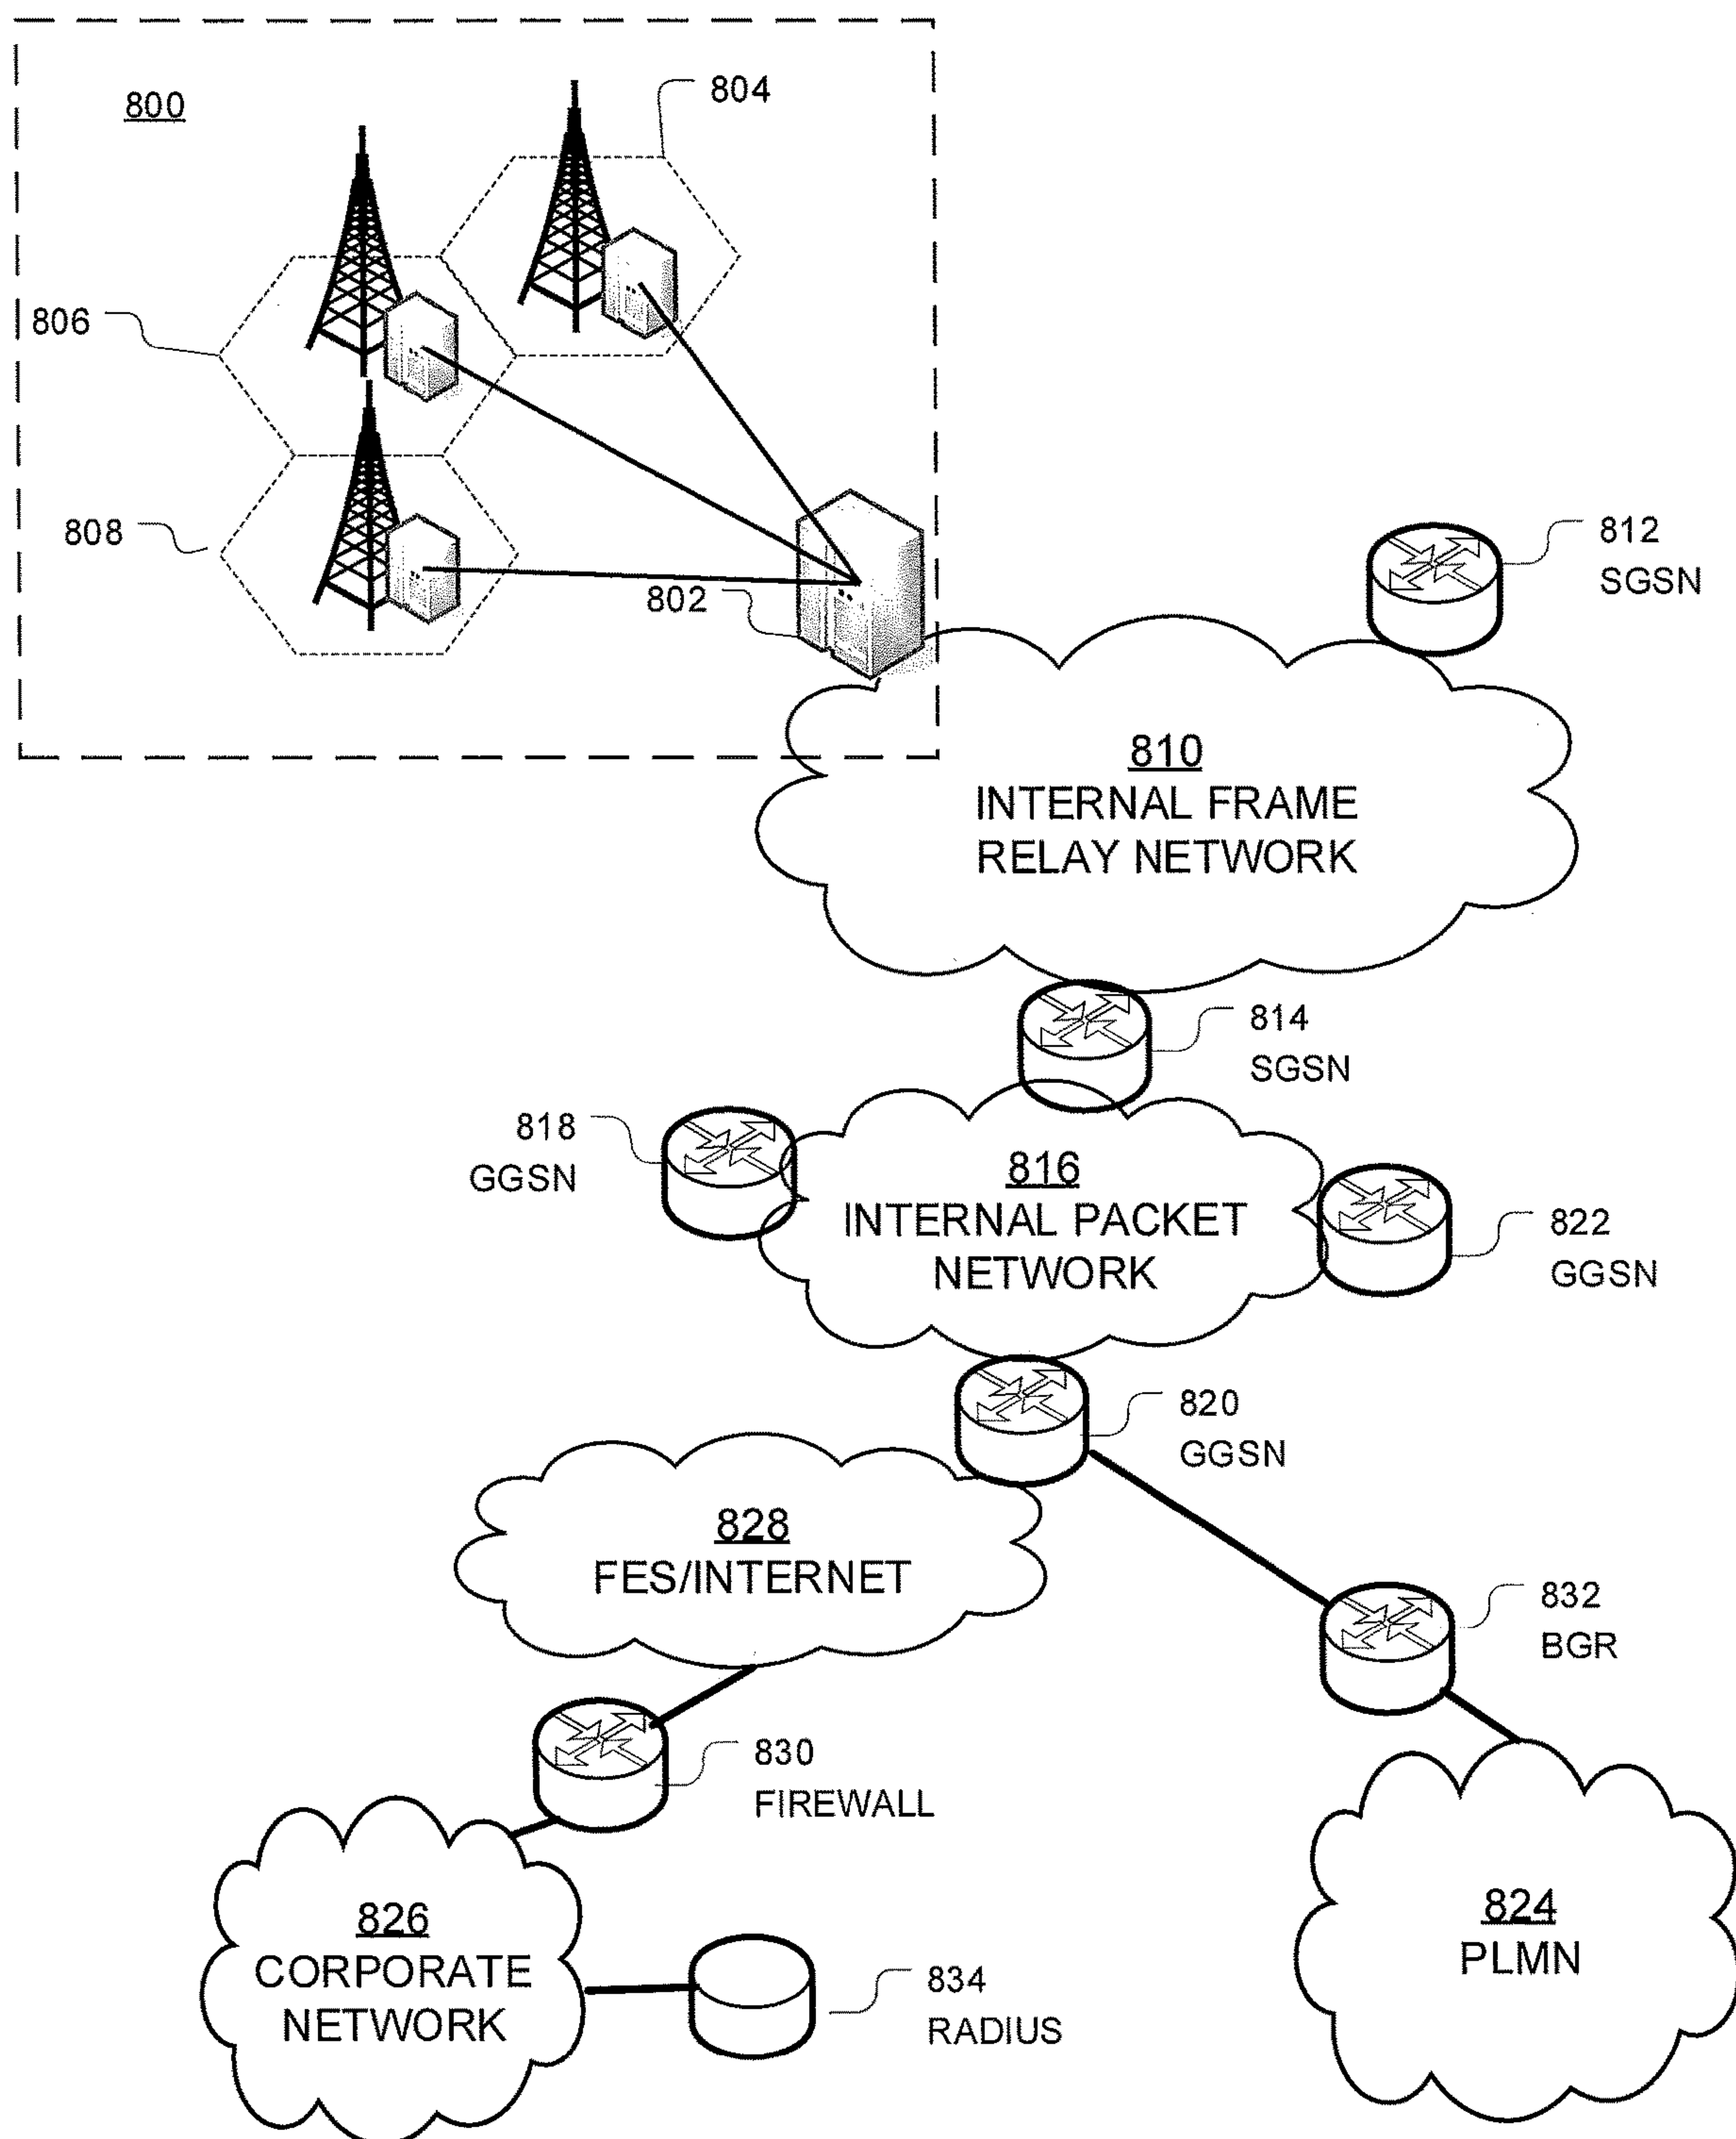 800
804
806
808
802
812
SGSN
810
INTERNAL FRAME
RELAY NETWORK
814
SGSN
818
GGSN
816
INTERNAL PACKET
NETWORK
822
GGSN
820
GGSN
828
FES/INTERNET
832
BGR
830
FIREWALL
826
CORPORATE
NETWORK
834
RADIUS
824
PLMN